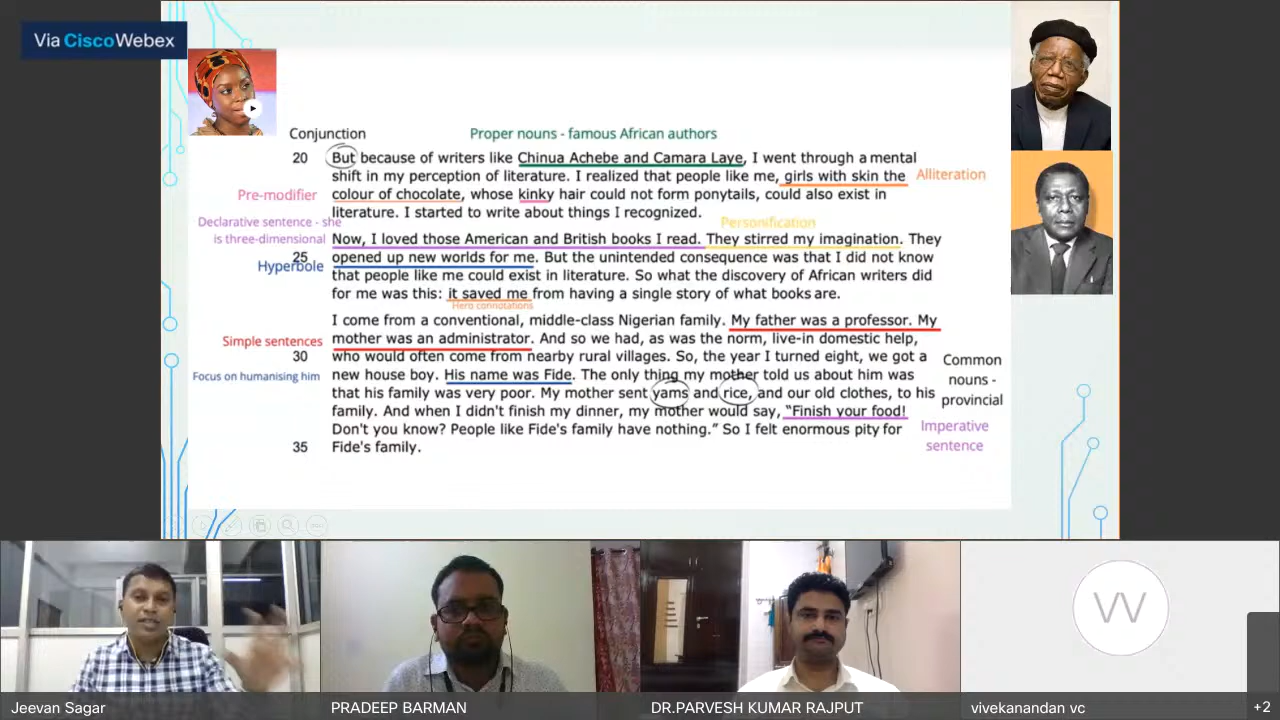 Via CiscoWebex
Conjunction
Proper nouns - famous African authors
20
But because of writers like Chinua Achebe and Camara Laye, I went through a mental
shift in my perception of literature. I realized that people like me, girls with skin the
Alliteration
Pre-modifier
colour of chocolate, whose kinky hair could not form ponytails, could also exist in
literature. I started to write about things I recognized.
Declarative sentence - she
is three-dimensional
Personification
Now, I loved those American and British books I read. They stirred my imagination. They
25
Hyperbole
opened up new worlds for me. But the unintended consequence was that I did not know
that people like me could exist in literature. So what the discovery of African writers did
for me was this: it saved me from having a single story of what books are.
Hero connotations
I come from a conventional, middle-class Nigerian family. My father was a professor. My
Simple sentences
mother was an administrator. And so we had, as was the norm, live-in domestic help,
30
who would often come from nearby rural villages. So, the year I turned eight, we got a
Common
nouns -
provincial
Focus on humanising him
new house boy. His name was Fide. The only thing my mother told us about him was
that his family was very poor. My mother sent yams and rice, and our old clothes, to his
family. And when I didn't finish my dinner, my mother would say, “Finish your food!
Imperative
sentence
Don't you know? People like Fide's family have nothing.” So I felt enormous pity for
35
Fide's family.
VV
Jeevan Sagar
PRADEEP BARMAN
DR.PARVESH KUMAR RAJPUT
vivekanandan vc
+2